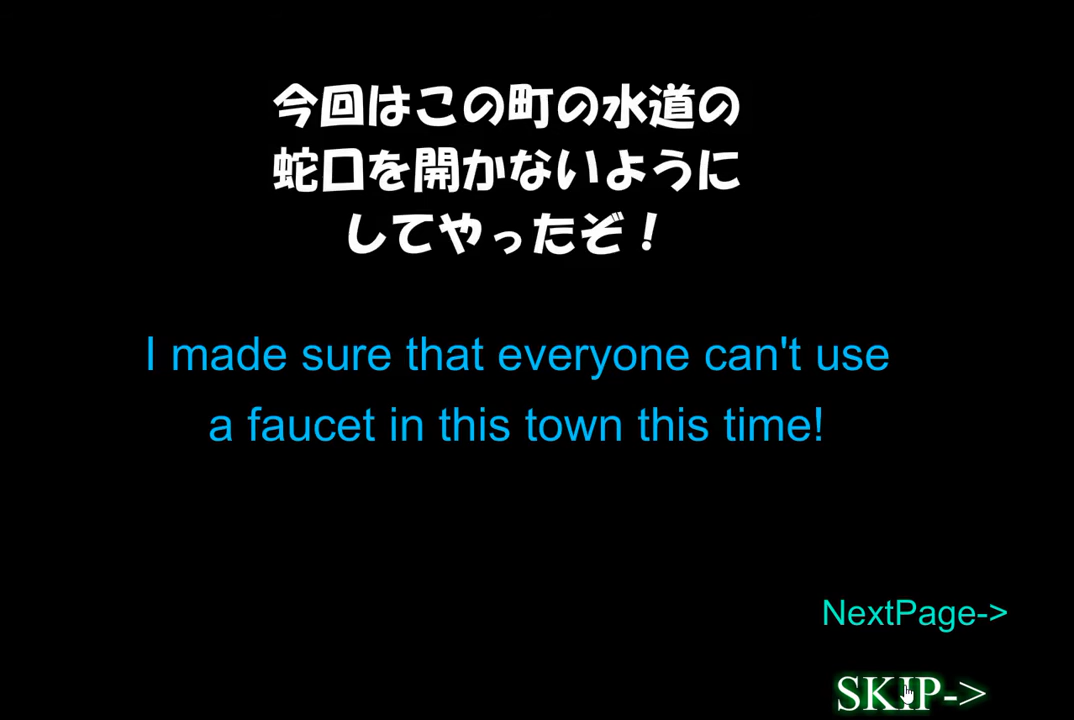 今回はこの町の水道の
蛇口を開かないように
してやったぞ！
I made sure that everyone can't use
a faucet in this town this time!
NextPage->
SKIP->